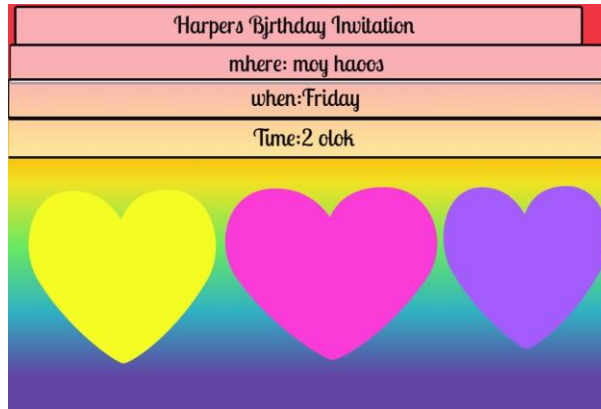 Harpers Bjrthday Invitation
mhere: moy haoos
when:Friday
Time:2 olok